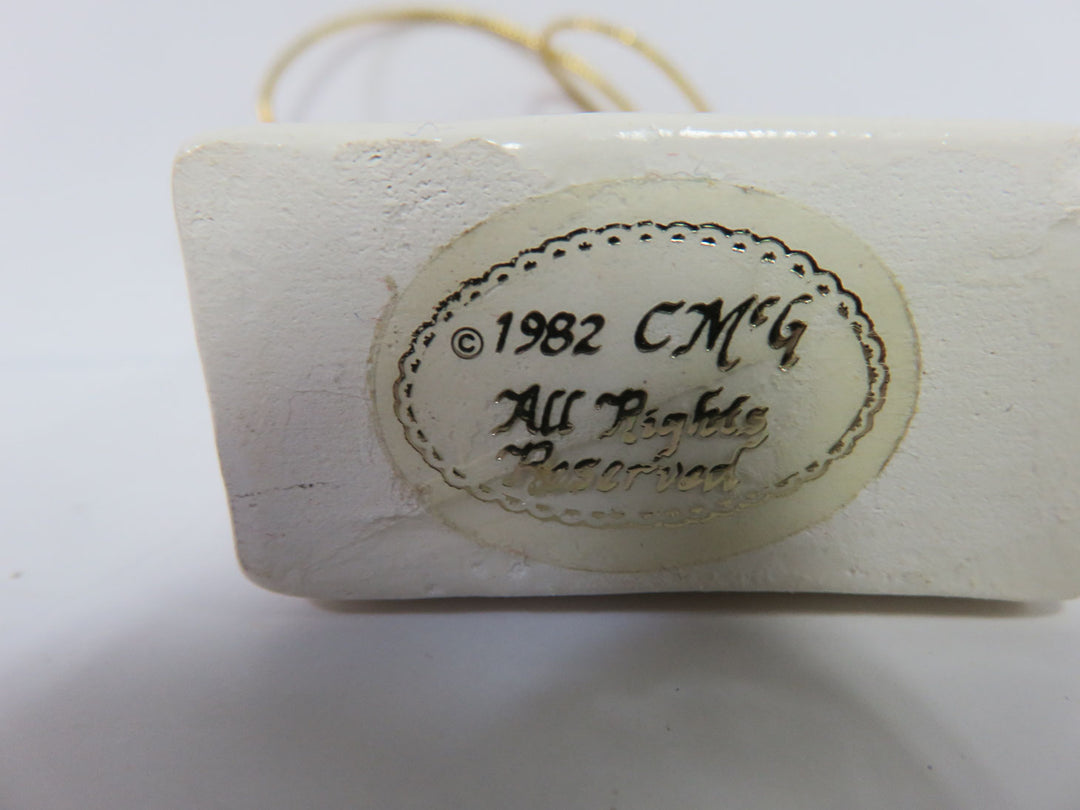 © 1982 CMcG
All Rights
Reserved